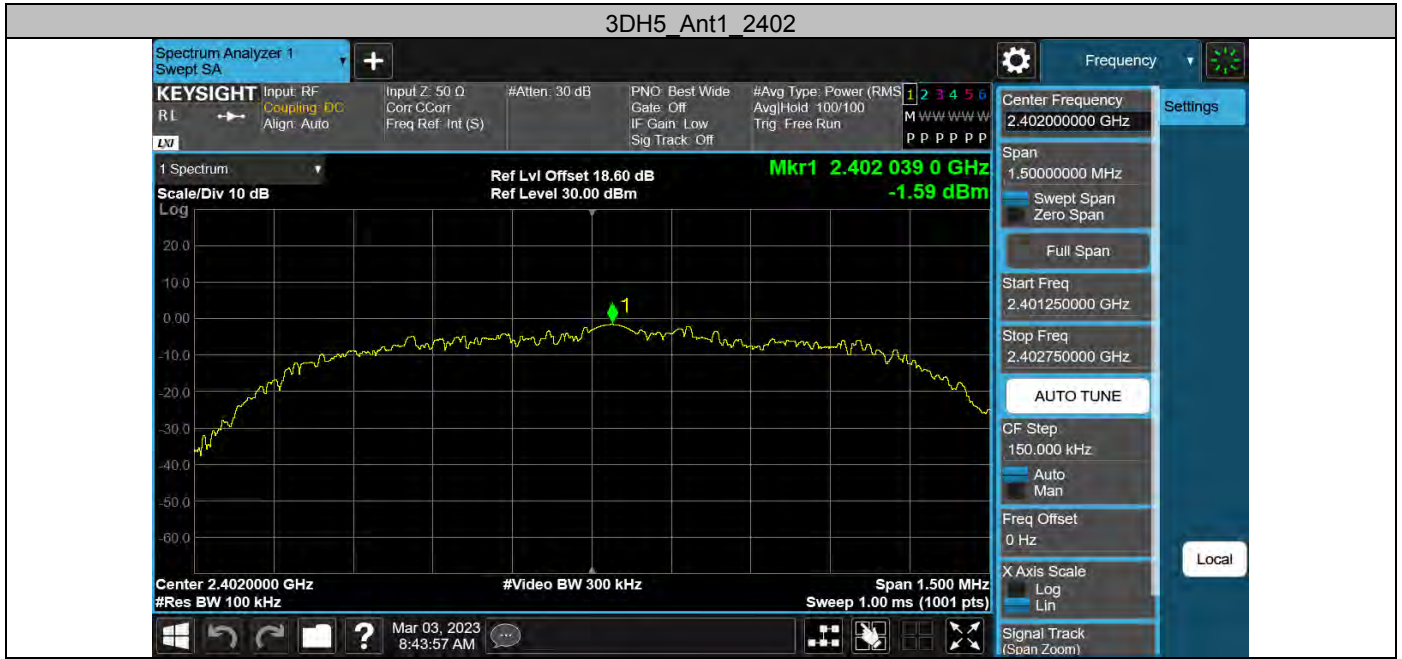 3DH5_Ant1_2402
Spectrum Analyzer 1
Swept SA
Frequency
KEYSIGHT
RL
LXI
Input: RF
Coupling: DC
Align: Auto
Input Z: 50 Ω
Corr CCorr
Freq Ref: Int (S)
#Atten: 30 dB
PNO: Best Wide
Gate: Off
IF Gain: Low
Sig Track: Off
#Avg Type: Power (RMS
Avg|Hold: 100/100
Trig: Free Run
1 2 3 4 5 6
M W W W W W
P P P P P P
1 Spectrum
Scale/Div 10 dB
Ref Lvl Offset 18.60 dB
Ref Level 30.00 dBm
Mkr1 2.402 039 0 GHz
-1.59 dBm
Log
20.0
10.0
0.00
-10.0
-20.0
-30.0
-40.0
-50.0
-60.0
1
Center 2.4020000 GHz
#Res BW 100 kHz
#Video BW 300 kHz
Span 1.500 MHz
Sweep 1.00 ms (1001 pts)
?
Mar 03, 2023
8:43:57 AM
Center Frequency
2.402000000 GHz
Settings
Span
1.50000000 MHz
Swept Span
Zero Span
Full Span
Start Freq
2.401250000 GHz
Stop Freq
2.402750000 GHz
AUTO TUNE
CF Step
150.000 kHz
Auto
Man
Freq Offset
0 Hz
X Axis Scale
Log
Lin
Signal Track
(Span Zoom)
Local